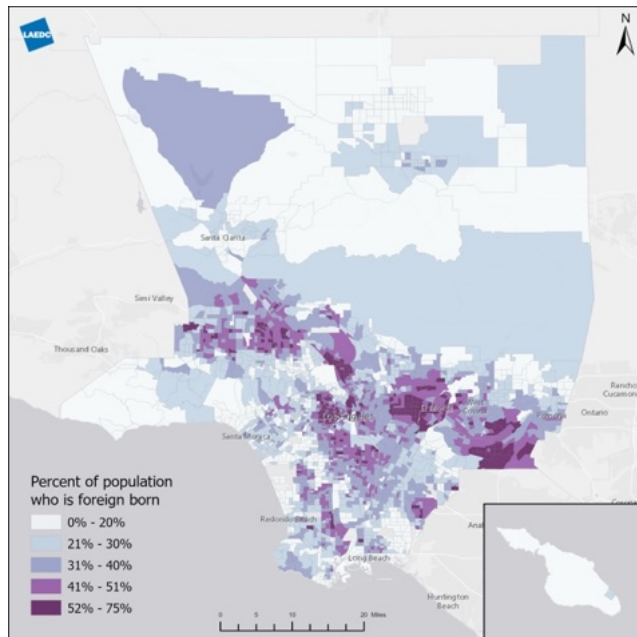 LAEDC
N
Santa Clarita
Simi Valley
Thousand Oaks
Los Angeles
El Monte
West
Covina
Pomona
Ontario
Rancho
Cucamonga
Santa Monica
Redondo Beach
Long Beach
Huntington
Beach
Percent of population
who is foreign born
0% - 20%
21% - 30%
31% - 40%
41% - 51%
52% - 75%
0 5 10 20 Miles